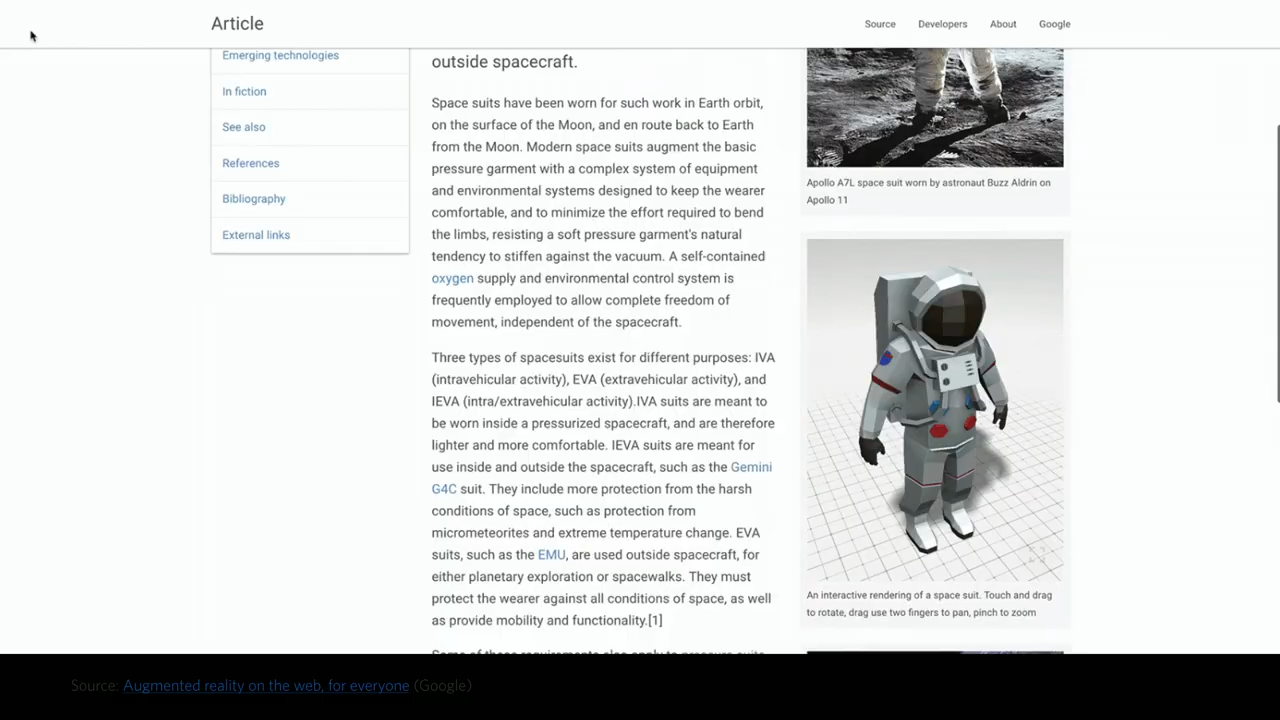 Article
Source
Developers
About
Google
Emerging technologies
In fiction
See also
References
Bibliography
External links
outside spacecraft.
Space suits have been worn for such work in Earth orbit,
on the surface of the Moon, and en route back to Earth
from the Moon. Modern space suits augment the basic
pressure garment with a complex system of equipment
and environmental systems designed to keep the wearer
comfortable, and to minimize the effort required to bend
the limbs, resisting a soft pressure garment's natural
tendency to stiffen against the vacuum. A self-contained
oxygen supply and environmental control system is
frequently employed to allow complete freedom of
movement, independent of the spacecraft.
Three types of spacesuits exist for different purposes: IVA
(intravehicular activity), EVA (extravehicular activity), and
IEVA (intra/extravehicular activity).IVA suits are meant to
be worn inside a pressurized spacecraft, and are therefore
lighter and more comfortable. IEVA suits are meant for
use inside and outside the spacecraft, such as the Gemini
G4C suit. They include more protection from the harsh
conditions of space, such as protection from
micrometeorites and extreme temperature change. EVA
suits, such as the EMU, are used outside spacecraft, for
either planetary exploration or spacewalks. They must
protect the wearer against all conditions of space, as well
as provide mobility and functionality.[1]
Some of these requirements also apply to pressure suits
Apollo A7L space suit worn by astronaut Buzz Aldrin on
Apollo 11
An interactive rendering of a space suit. Touch and drag
to rotate, drag use two fingers to pan, pinch to zoom
Source: Augmented reality on the web, for everyone (Google)